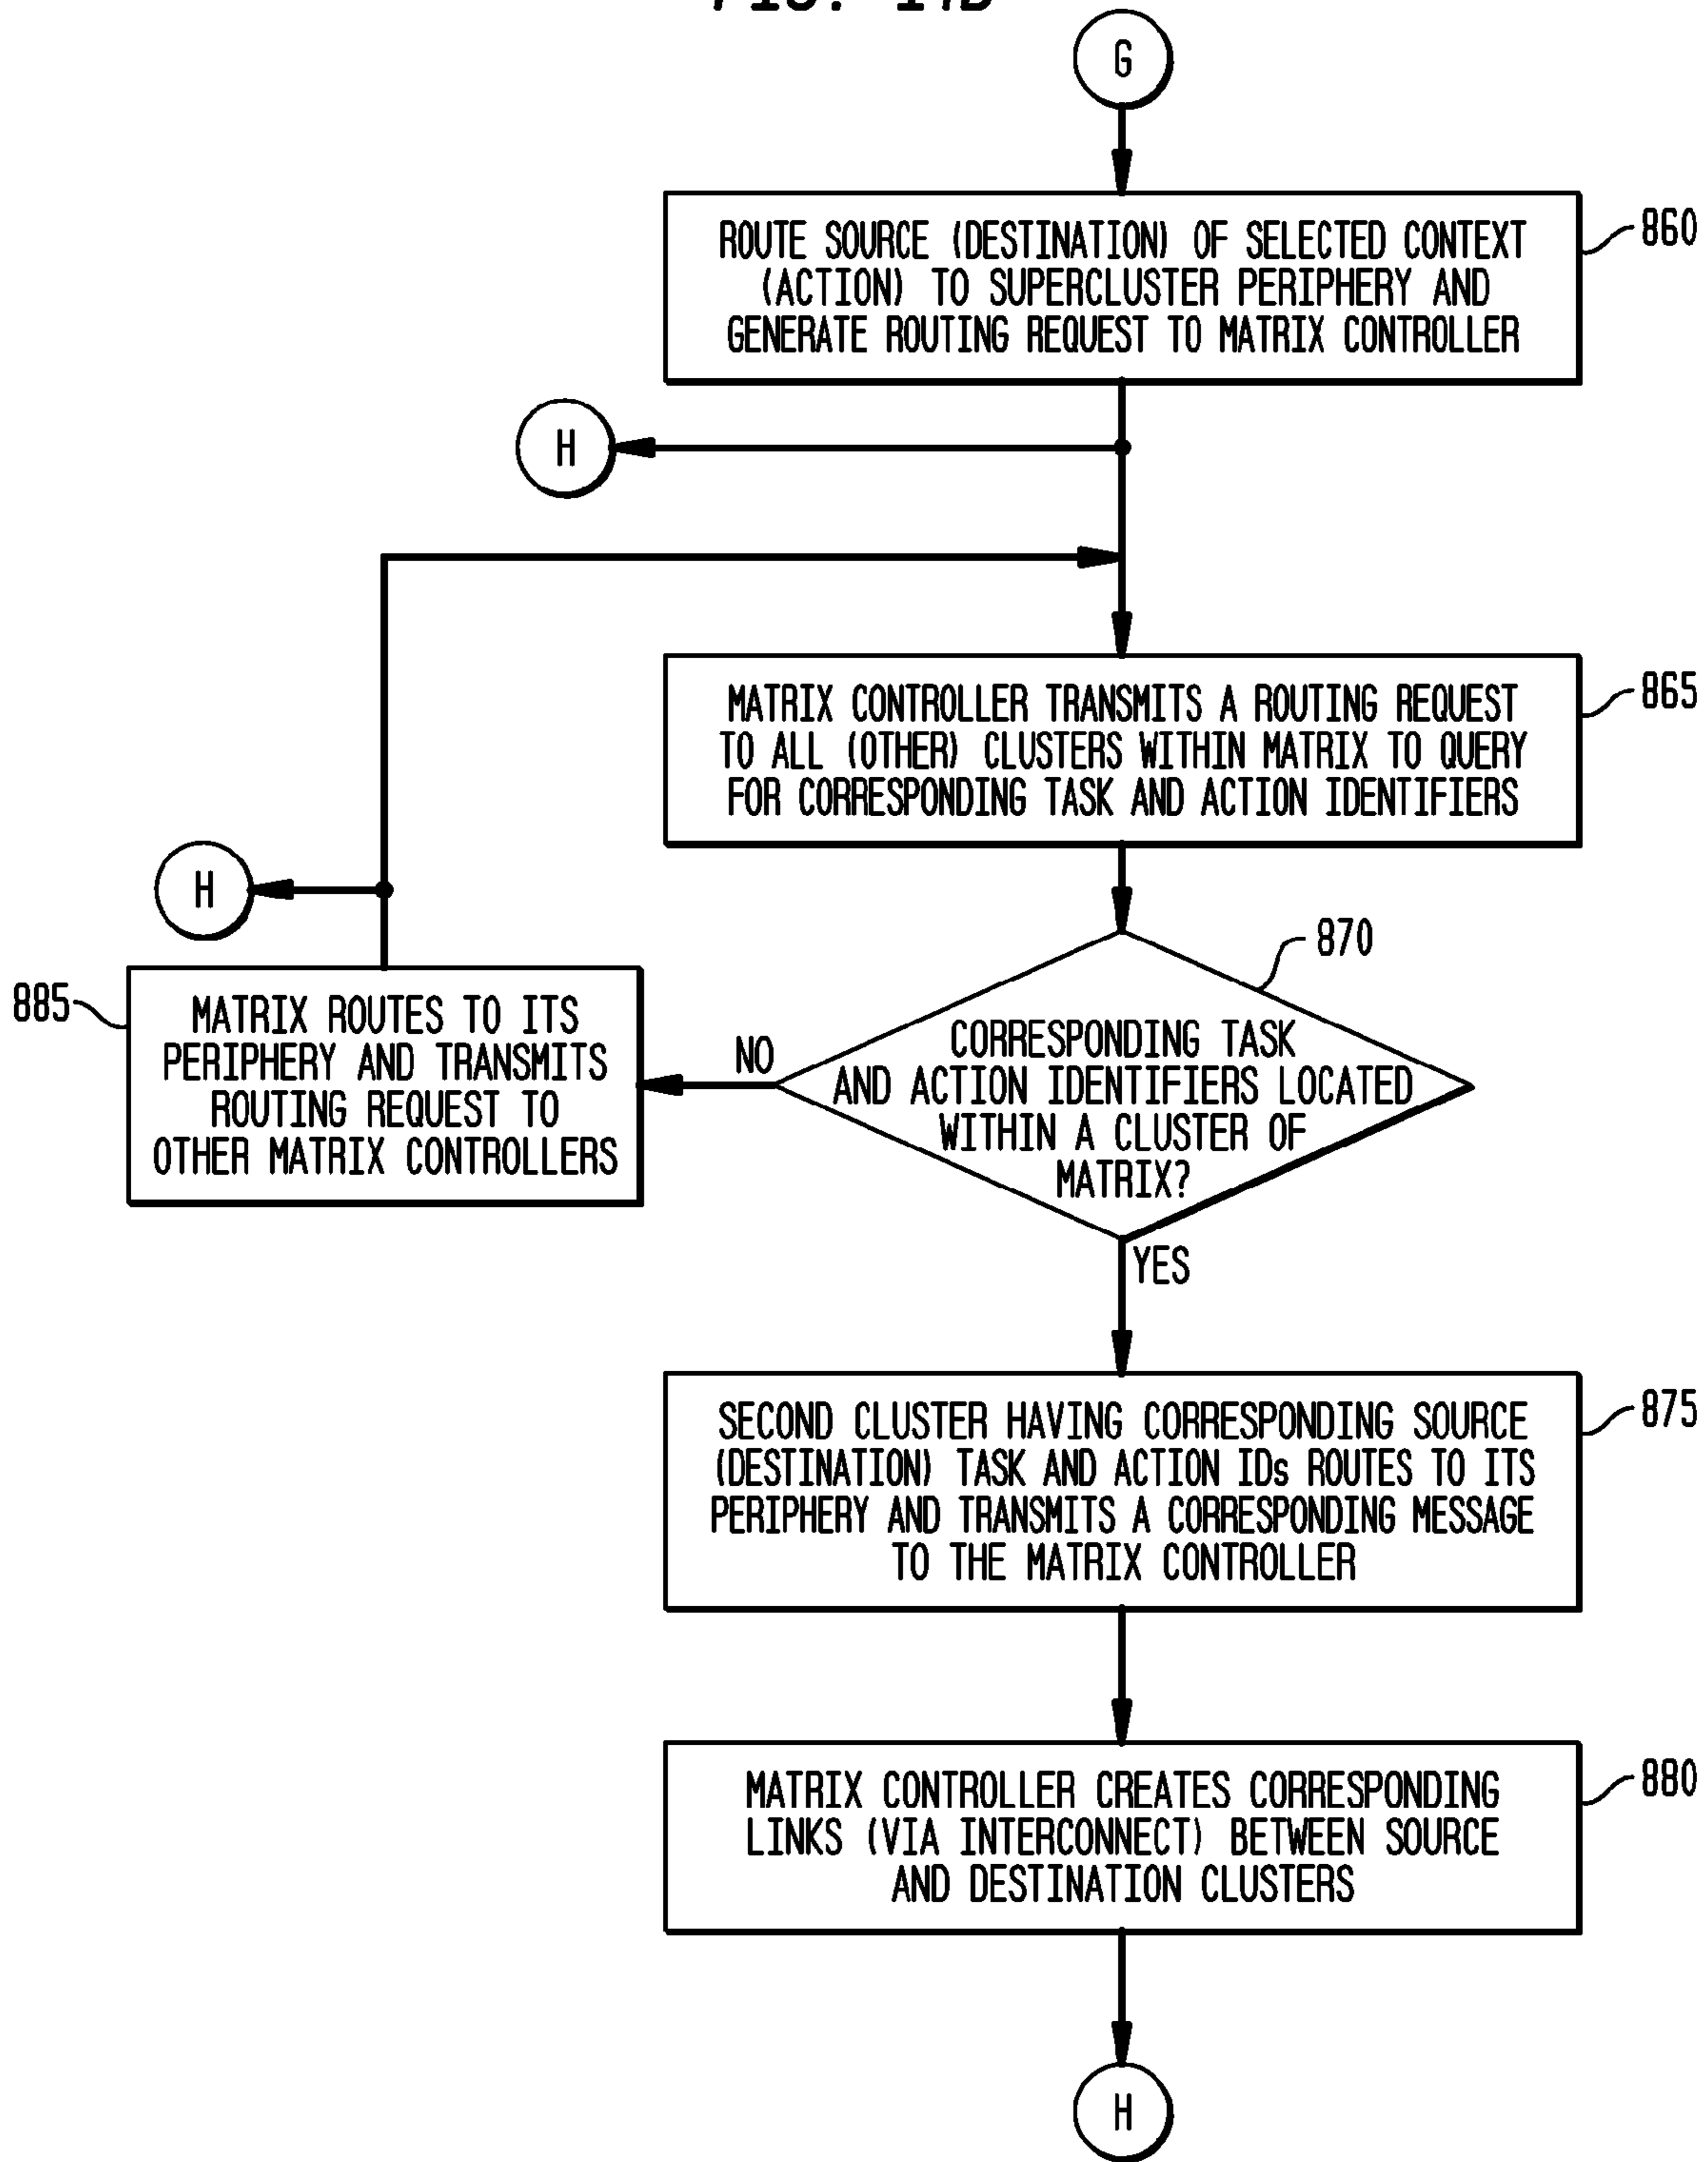 G
ROUTE SOURCE (DESTINATION) OF SELECTED CONTEXT
(ACTION) TO SUPERCLUSTER PERIPHERY AND
GENERATE ROUTING REQUEST TO MATRIX CONTROLLER
860
H
MATRIX CONTROLLER TRANSMITS A ROUTING REQUEST
TO ALL (OTHER) CLUSTERS WITHIN MATRIX TO QUERY
FOR CORRESPONDING TASK AND ACTION IDENTIFIERS
865
H
870
CORRESPONDING TASK
AND ACTION IDENTIFIERS LOCATED
WITHIN A CLUSTER OF
MATRIX?
NO
885
MATRIX ROUTES TO ITS
PERIPHERY AND TRANSMITS
ROUTING REQUEST TO
OTHER MATRIX CONTROLLERS
YES
SECOND CLUSTER HAVING CORRESPONDING SOURCE
(DESTINATION) TASK AND ACTION IDs ROUTES TO ITS
PERIPHERY AND TRANSMITS A CORRESPONDING MESSAGE
TO THE MATRIX CONTROLLER
875
MATRIX CONTROLLER CREATES CORRESPONDING
LINKS (VIA INTERCONNECT) BETWEEN SOURCE
AND DESTINATION CLUSTERS
880
H